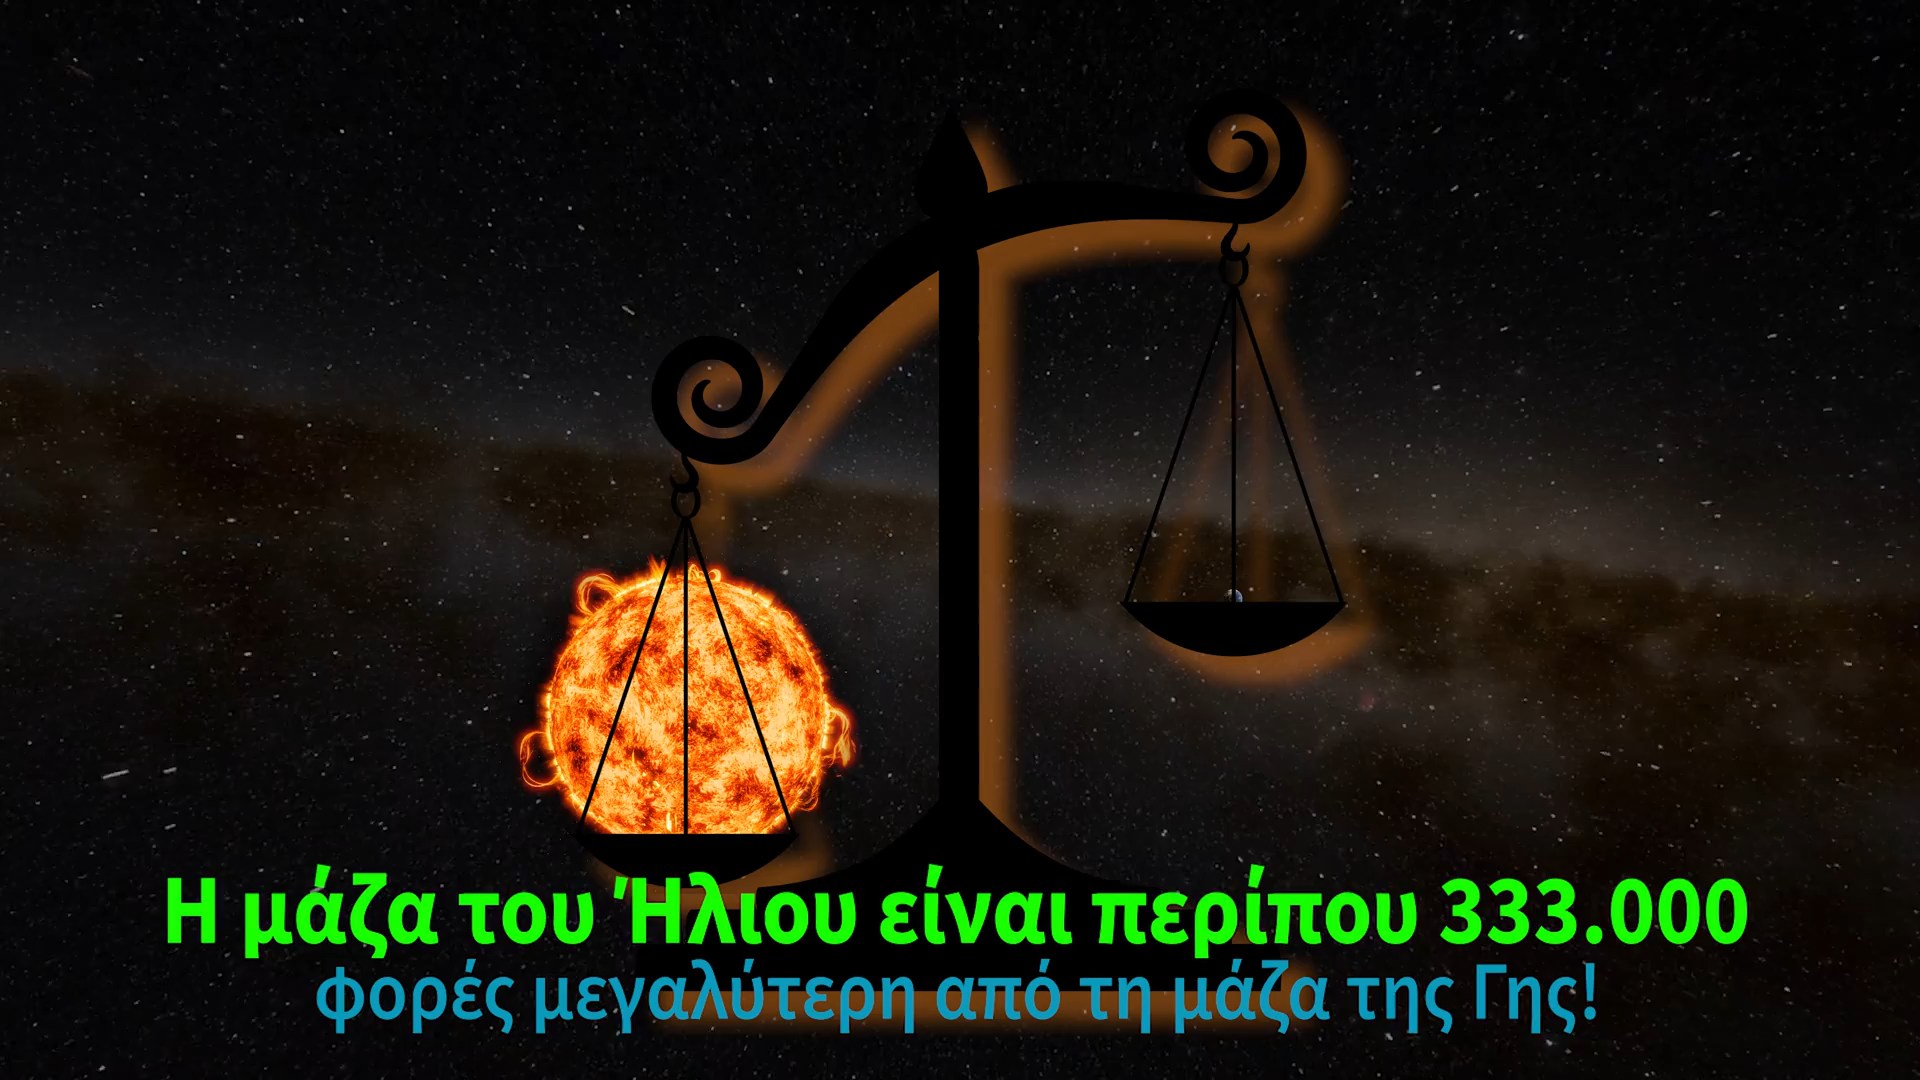 Η μάζα του Ήλιου είναι περίπου 333.000
φορές μεγαλύτερη από τη μάζα της Γης!